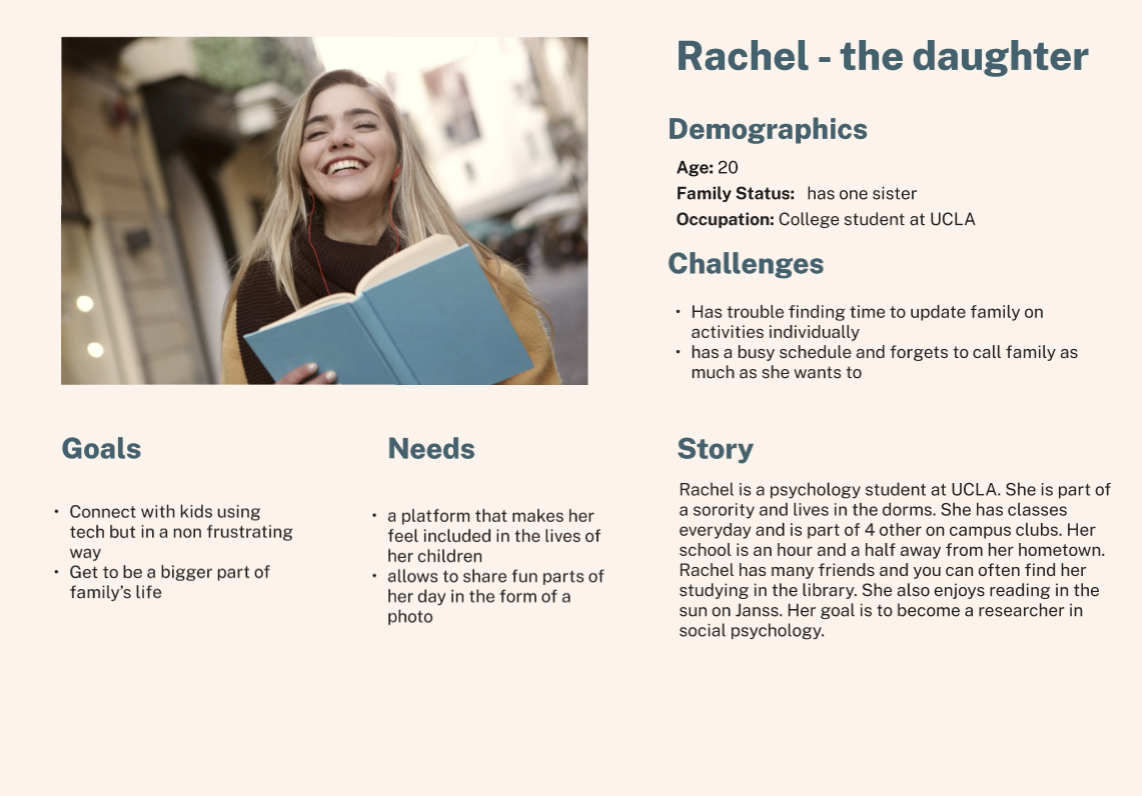 Rachel - the daughter
Demographics
Age: 20
Family Status: has one sister
Occupation: College student at UCLA
Challenges
• Has trouble finding time to update family on
activities individually
• has a busy schedule and forgets to call family as
much as she wants to
Goals
• Connect with kids using
tech but in a non frustrating
way
• Get to be a bigger part of
family's life
Needs
• a platform that makes her
feel included in the lives of
her children
• allows to share fun parts of
her day in the form of a
photo
Story
Rachel is a psychology student at UCLA. She is part of
a sorority and lives in the dorms. She has classes
everyday and is part of 4 other on campus clubs. Her
school is an hour and a half away from her hometown.
Rachel has many friends and you can often find her
studying in the library. She also enjoys reading in the
sun on Janss. Her goal is to become a researcher in
social psychology.